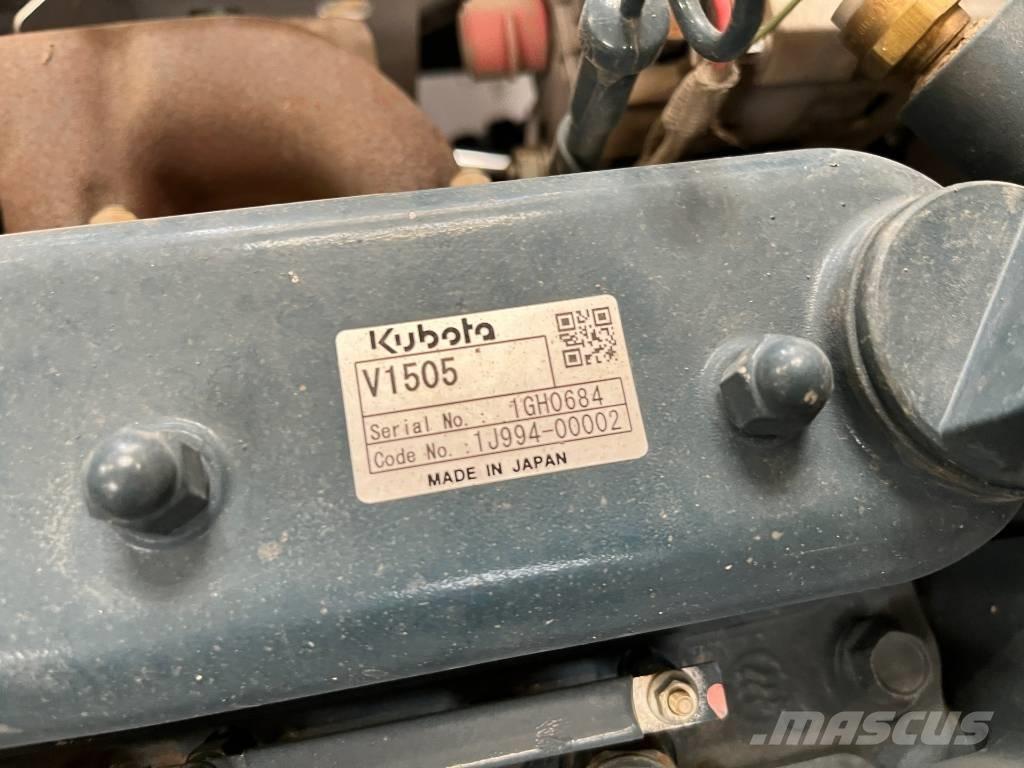 Kubota
V1505
Serial No. : 1GH0684
Code No. : 1J994-00002
MADE IN JAPAN
MASCUS